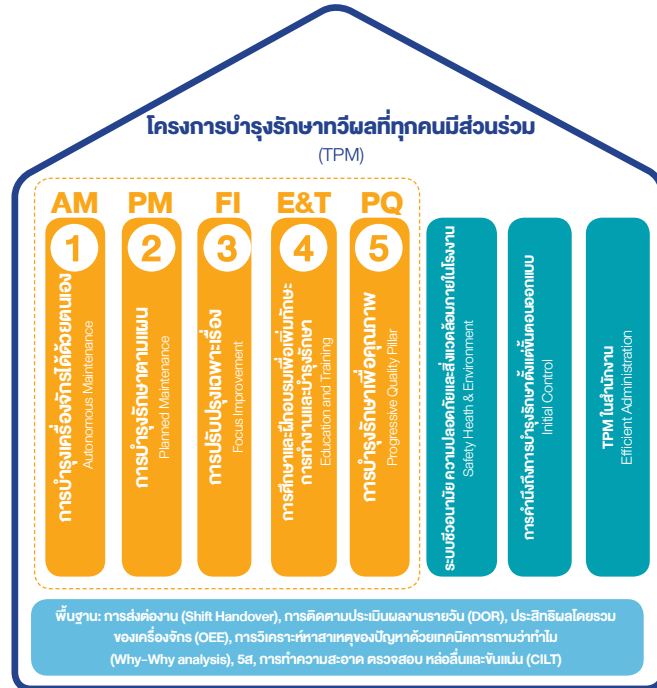 โครงการบำรุงรักษาทวีผลที่ทุกคนมีส่วนร่วม
(TPM)
AM
1
การบำรุงเครื่องจักรได้ด้วยตนเอง
Autonomous Maintenance
PM
2
การบำรุงรักษาตามแผน
Planned Maintenance
FI
3
การปรับปรุงเฉพาะเรื่อง
Focus Improvement
E&T
4
การศึกษาและฝึกอบรมเพื่อเพิ่มทักษะ
การทำงานและบำรุงรักษา
Education and Training
PQ
5
การบำรุงรักษาเพื่อคุณภาพ
Progressive Quality Pillar
ระบบชีวอนามัย ความปลอดภัยและสิ่งแวดล้อมภายในโรงงาน
Safety Heath & Environment
การคำนึงถึงการบำรุงรักษาตั้งแต่ขั้นตอนออกแบบ
Initial Control
TPM ในสำนักงาน
Efficient Administration
พื้นฐาน: การส่งต่องาน (Shift Handover), การติดตามประเมินผลงานรายวัน (DOR), ประสิทธิผลโดยรวม
ของเครื่องจักร (OEE), การวิเคราะห์หาสาเหตุของปัญหาด้วยเทคนิคการถามว่าทำไม
(Why-Why analysis), 5ส, การทำความสะอาด ตรวจสอบ หล่อลื่นและขันแน่น (CILT)